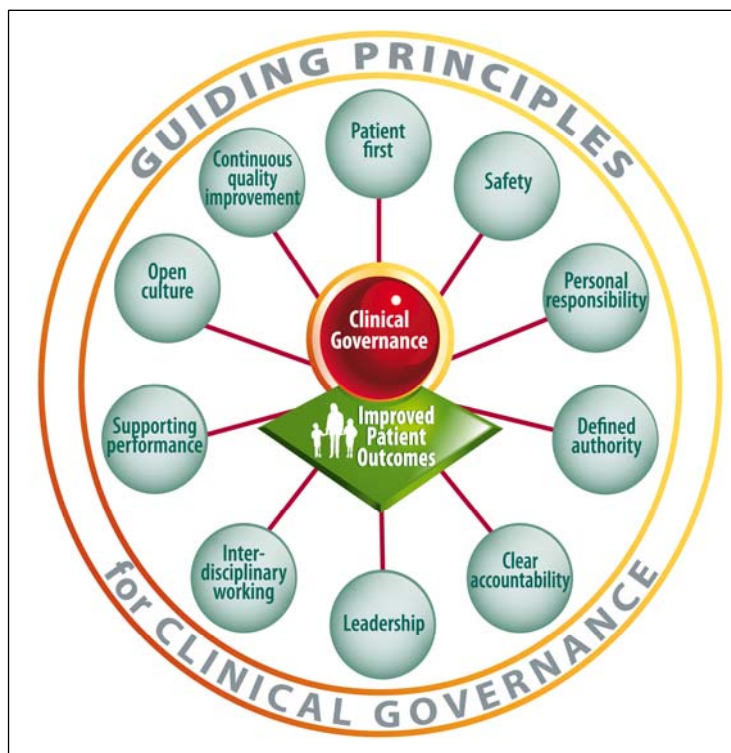 GUIDING PRINCIPLES
Patient
first
Safety
Personal
responsibility
Defined
authority
Clear
accountability
Leadership
Inter-
disciplinary
working
Supporting
performance
Open
culture
Continuous
quality
improvement
Clinical
Governance
Improved
Patient
Outcomes
for CLINICAL GOVERNANCE